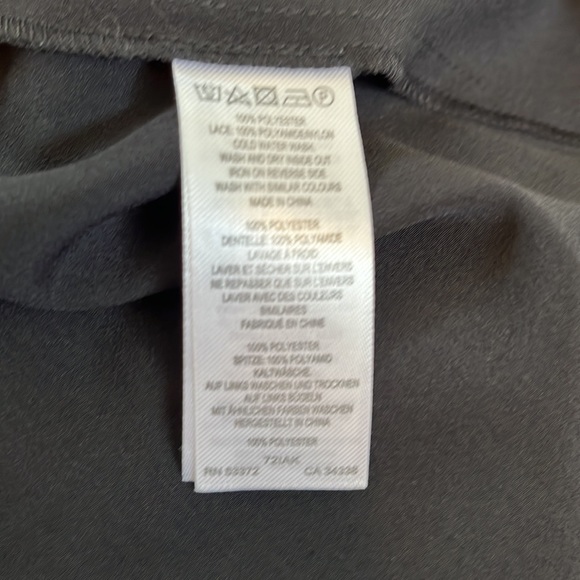 100% POLYESTER
LACE: 100% POLYAMIDE/NYLON
COLD WATER WASH
WASH AND DRY INSIDE OUT
IRON ON REVERSE SIDE
WASH WITH SIMILAR COLOURS
MADE IN CHINA
100% POLYESTER
DENTELLE: 100% POLYAMIDE
LAVAGE À FROID
LAVER ET SÉCHER SUR L'ENVERS
NE REPASSER QUE SUR L'ENVERS
LAVER AVEC DES COULEURS
SIMILAIRES
FABRIQUÉ EN CHINE
100% POLYESTER
SPITZE: 100% POLYAMID
KALTWÄSCHE
AUF LINKS WASCHEN UND TROCKNEN
AUF LINKS BÜGELN
MIT ÄHNLICHEN FARBEN WASCHEN
HERGESTELLT IN CHINA
100% POLYESTER
72IAK
RN 53372 CA 34336